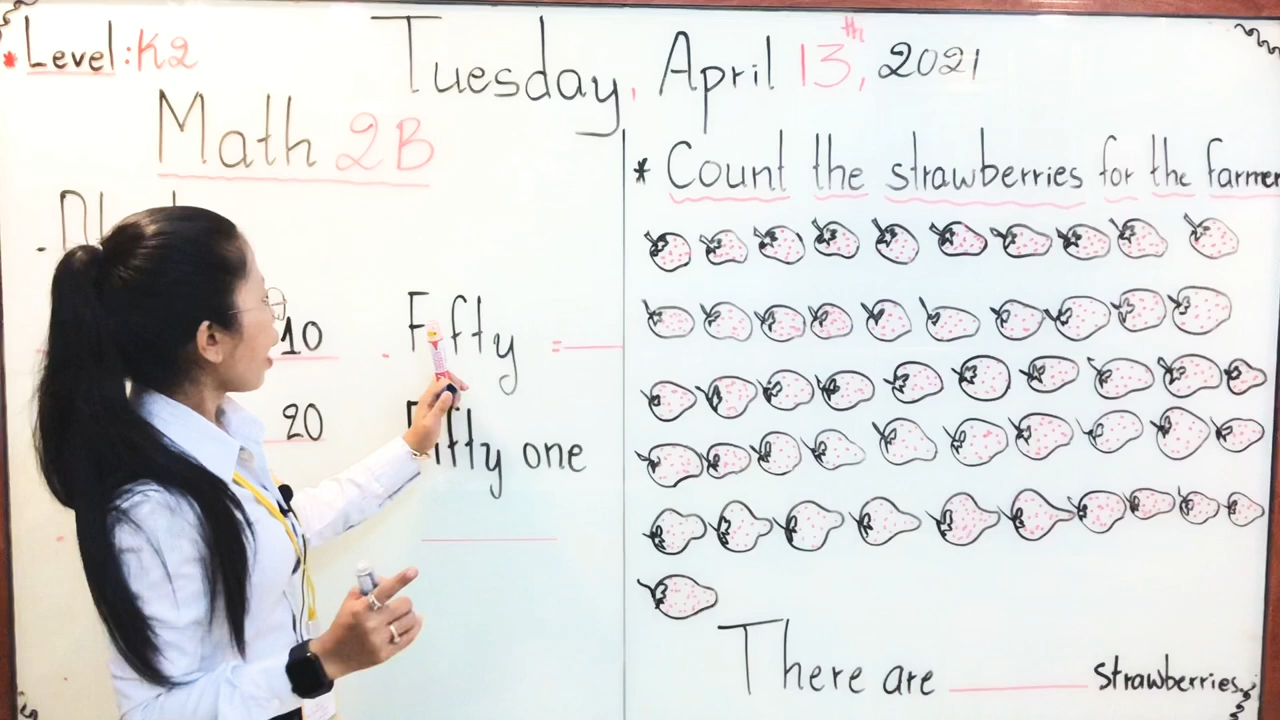 * Level: K2
Tuesday, April 13th, 2021
Math 2B
10
20
. Fifty =
Fifty one
* Count the strawberries for the farmer
There are ______ strawberries.